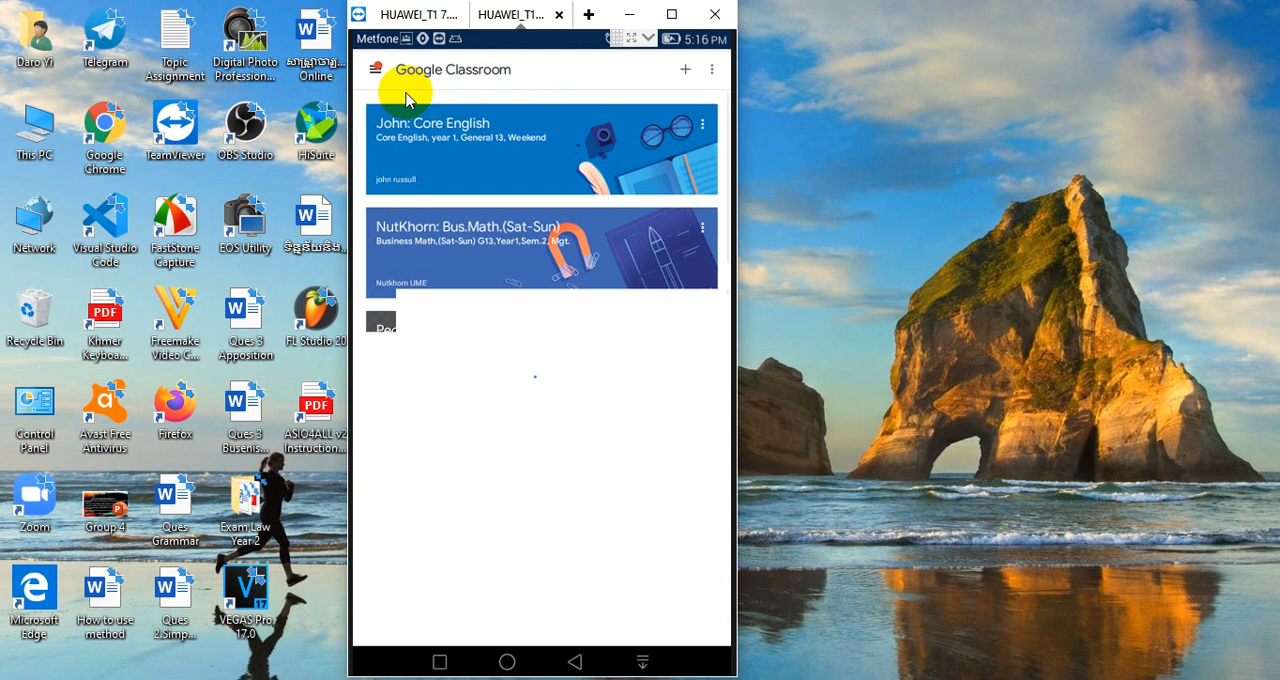 Daro Yi
Telegram
Topic
Assignment
Digital Photo
Profession...
Online
This PC
Google
Chrome
TeamViewer
OBS Studio
HiSuite
Network
Visual Studio
Code
FastStone
Capture
EOS Utility
Recycle Bin
PDF
Khmer
Keyboa...
Freemake
Video C...
Ques 3
Apposition
FL Studio 20
Control
Panel
Avast Free
Antivirus
Firefox
Ques 3
Busenis...
PDF
ASIO4ALL v2
Instruction...
Zoom
Group 4
Ques
Grammar
Exam Law
Year 2
Microsoft
Edge
How to use
method
Ques
2.Simp...
VEGAS Pro
17.0
HUAWEI_T1 7....
HUAWEI_T1...
Metfone
5:16 PM
Google Classroom
John: Core English
Core English, year 1, General 13, Weekend
john russull
NutKhorn: Bus.Math.(Sat-Sun)
Business Math,(Sat-Sun) G13,Year1,Sem.2, Mgt.
Nutkhorn UME